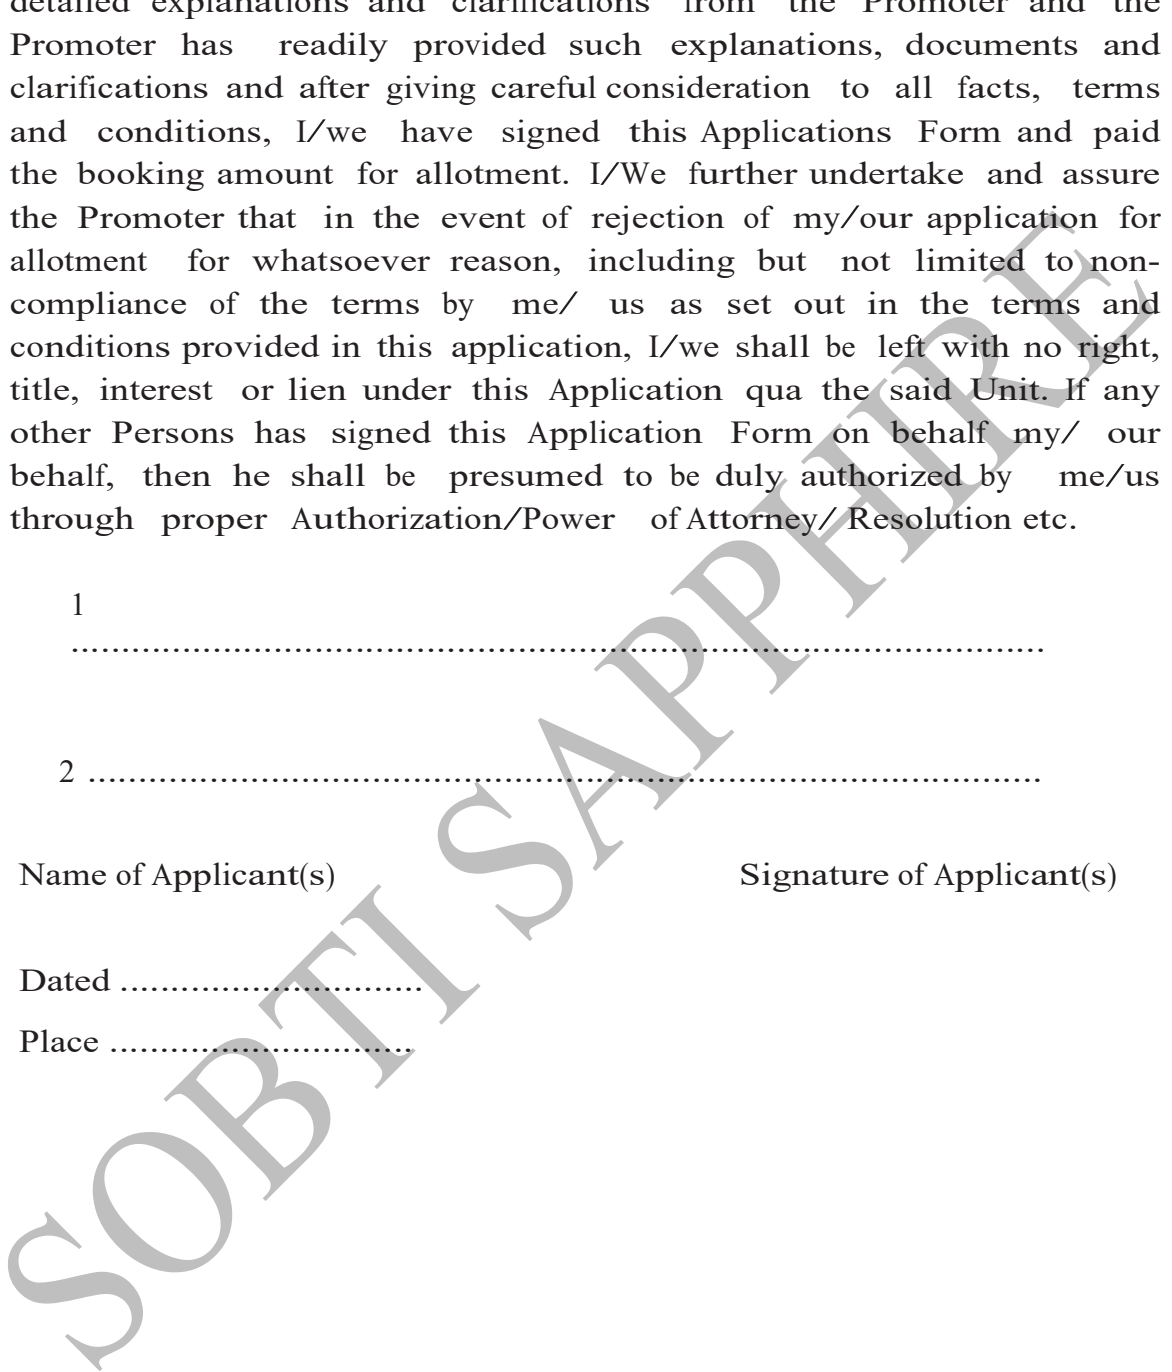 detailed explanations and clarifications from the Promoter and the
Promoter has readily provided such explanations, documents and
clarifications and after giving careful consideration to all facts, terms
and conditions, I/we have signed this Applications Form and paid
the booking amount for allotment. I/We further undertake and assure
the Promoter that in the event of rejection of my/our application for
allotment for whatsoever reason, including but not limited to non-
compliance of the terms by me/ us as set out in the terms and
conditions provided in this application, I/we shall be left with no right,
title, interest or lien under this Application qua the said Unit. If any
other Persons has signed this Application Form on behalf my/ our
behalf, then he shall be presumed to be duly authorized by me/us
through proper Authorization/Power of Attorney/ Resolution etc.
1
................................................................................................
2 ..............................................................................................
Name of Applicant(s) Signature of Applicant(s)
Dated ..............................
Place ..............................
SOBTI SAPPHIRE